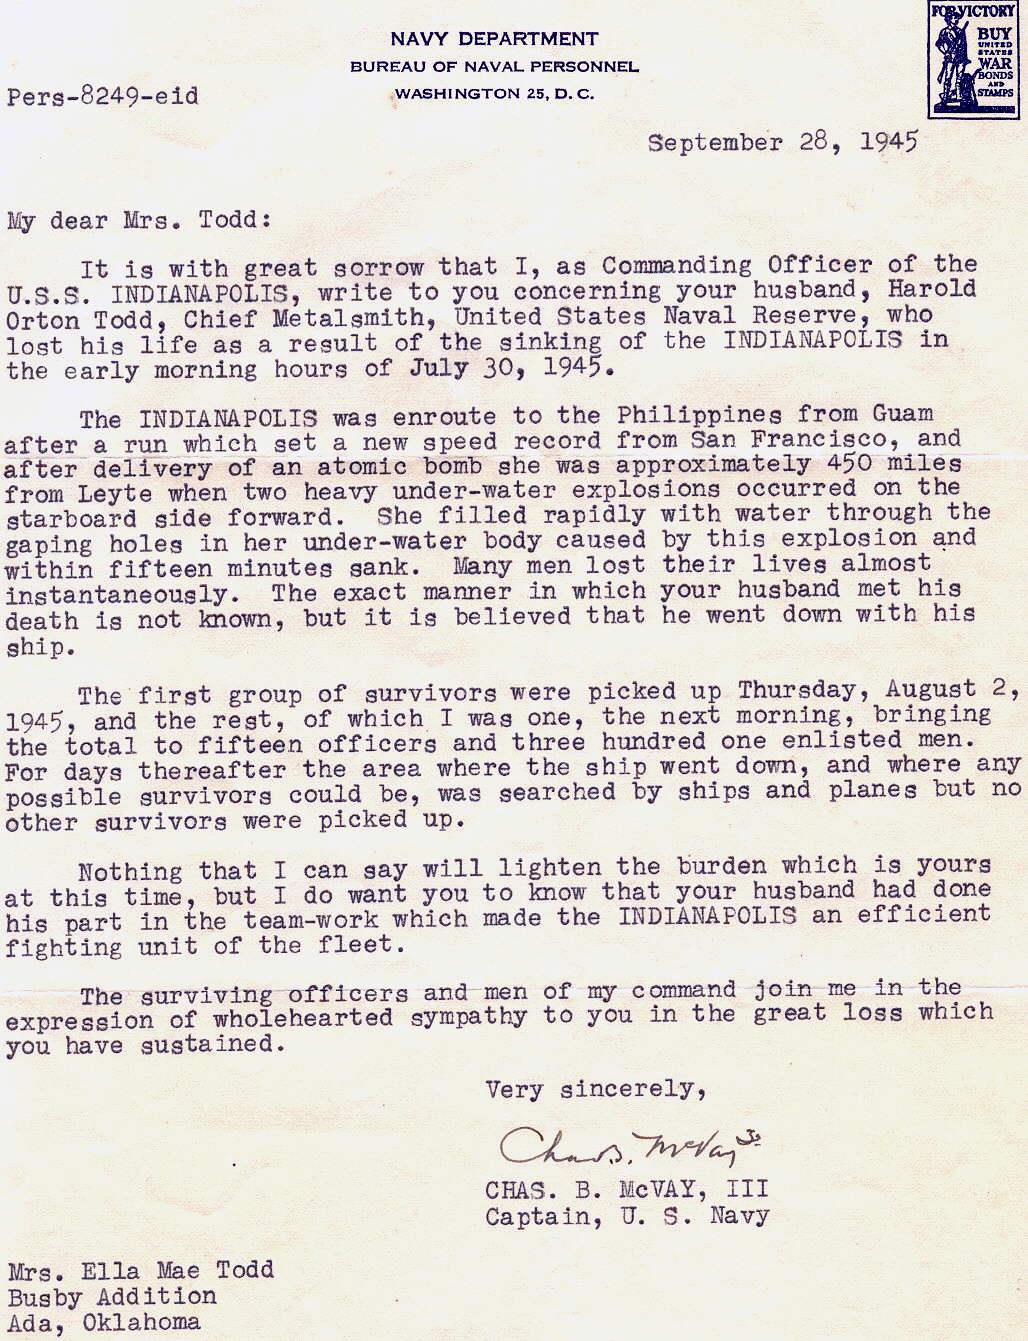 NAVY DEPARTMENT
BUREAU OF NAVAL PERSONNEL
WASHINGTON 25, D. C.
FOR VICTORY
BUY
UNITED
STATES
WAR
BONDS
AND
STAMPS
Pers-8249-eid
September 28, 1945
My dear Mrs. Todd:
It is with great sorrow that I, as Commanding Officer of the
U.S.S. INDIANAPOLIS, write to you concerning your husband, Harold
Orton Todd, Chief Metalsmith, United States Naval Reserve, who
lost his life as a result of the sinking of the INDIANAPOLIS in
the early morning hours of July 30, 1945.
The INDIANAPOLIS was enroute to the Philippines from Guam
after a run which set a new speed record from San Francisco, and
after delivery of an atomic bomb she was approximately 450 miles
from Leyte when two heavy under-water explosions occurred on the
starboard side forward. She filled rapidly with water through the
gaping holes in her under-water body caused by this explosion and
within fifteen minutes sank. Many men lost their lives almost
instantaneously. The exact manner in which your husband met his
death is not known, but it is believed that he went down with his
ship.
The first group of survivors were picked up Thursday, August 2,
1945, and the rest, of which I was one, the next morning, bringing
the total to fifteen officers and three hundred one enlisted men.
For days thereafter the area where the ship went down, and where any
possible survivors could be, was searched by ships and planes but no
other survivors were picked up.
Nothing that I can say will lighten the burden which is yours
at this time, but I do want you to know that your husband had done
his part in the team-work which made the INDIANAPOLIS an efficient
fighting unit of the fleet.
The surviving officers and men of my command join me in the
expression of wholehearted sympathy to you in the great loss which
you have sustained.
Very sincerely,
Chas. B. McVay 3rd
CHAS. B. McVAY, III
Captain, U. S. Navy
Mrs. Ella Mae Todd
Busby Addition
Ada, Oklahoma